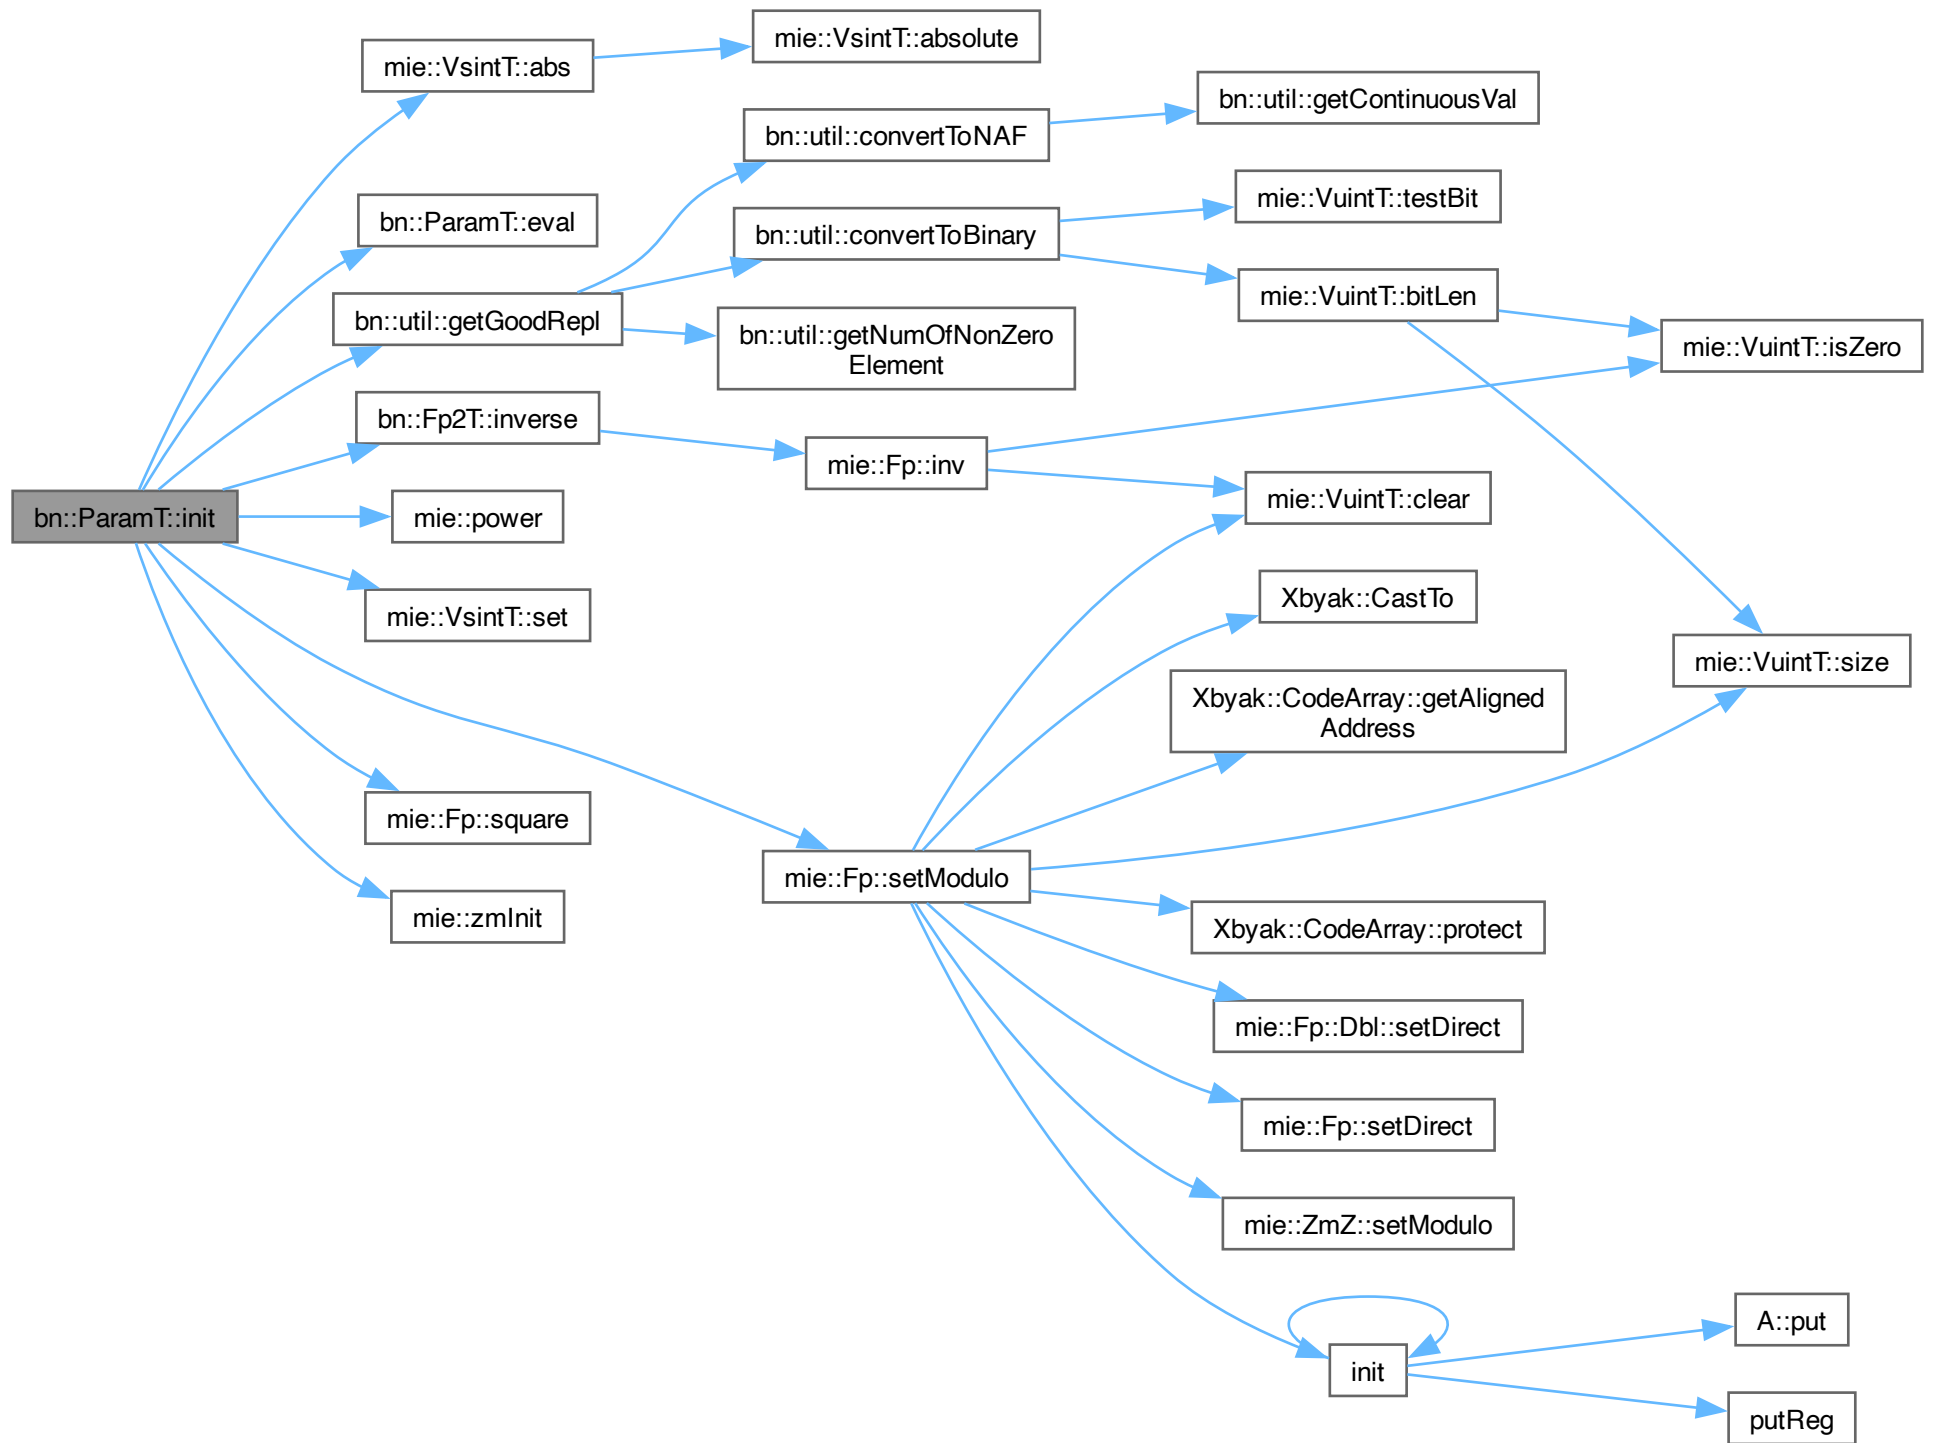 mie::VsintT::abs
mie::VsintT::absolute
bn::util::convertToNAF
bn::util::getContinuousVal
bn::ParamT::eval
bn::util::convertToBinary
mie::VuintT::testBit
bn::util::getGoodRepl
bn::util::getNumOfNonZero
Element
mie::VuintT::bitLen
mie::VuintT::isZero
bn::Fp2T::inverse
mie::Fp::inv
mie::VuintT::clear
bn::ParamT::init
mie::power
mie::VsintT::set
Xbyak::CastTo
Xbyak::CodeArray::getAligned
Address
mie::VuintT::size
mie::Fp::square
mie::Fp::setModulo
mie::zmInit
Xbyak::CodeArray::protect
mie::Fp::Dbl::setDirect
mie::Fp::setDirect
mie::ZmZ::setModulo
init
A::put
putReg